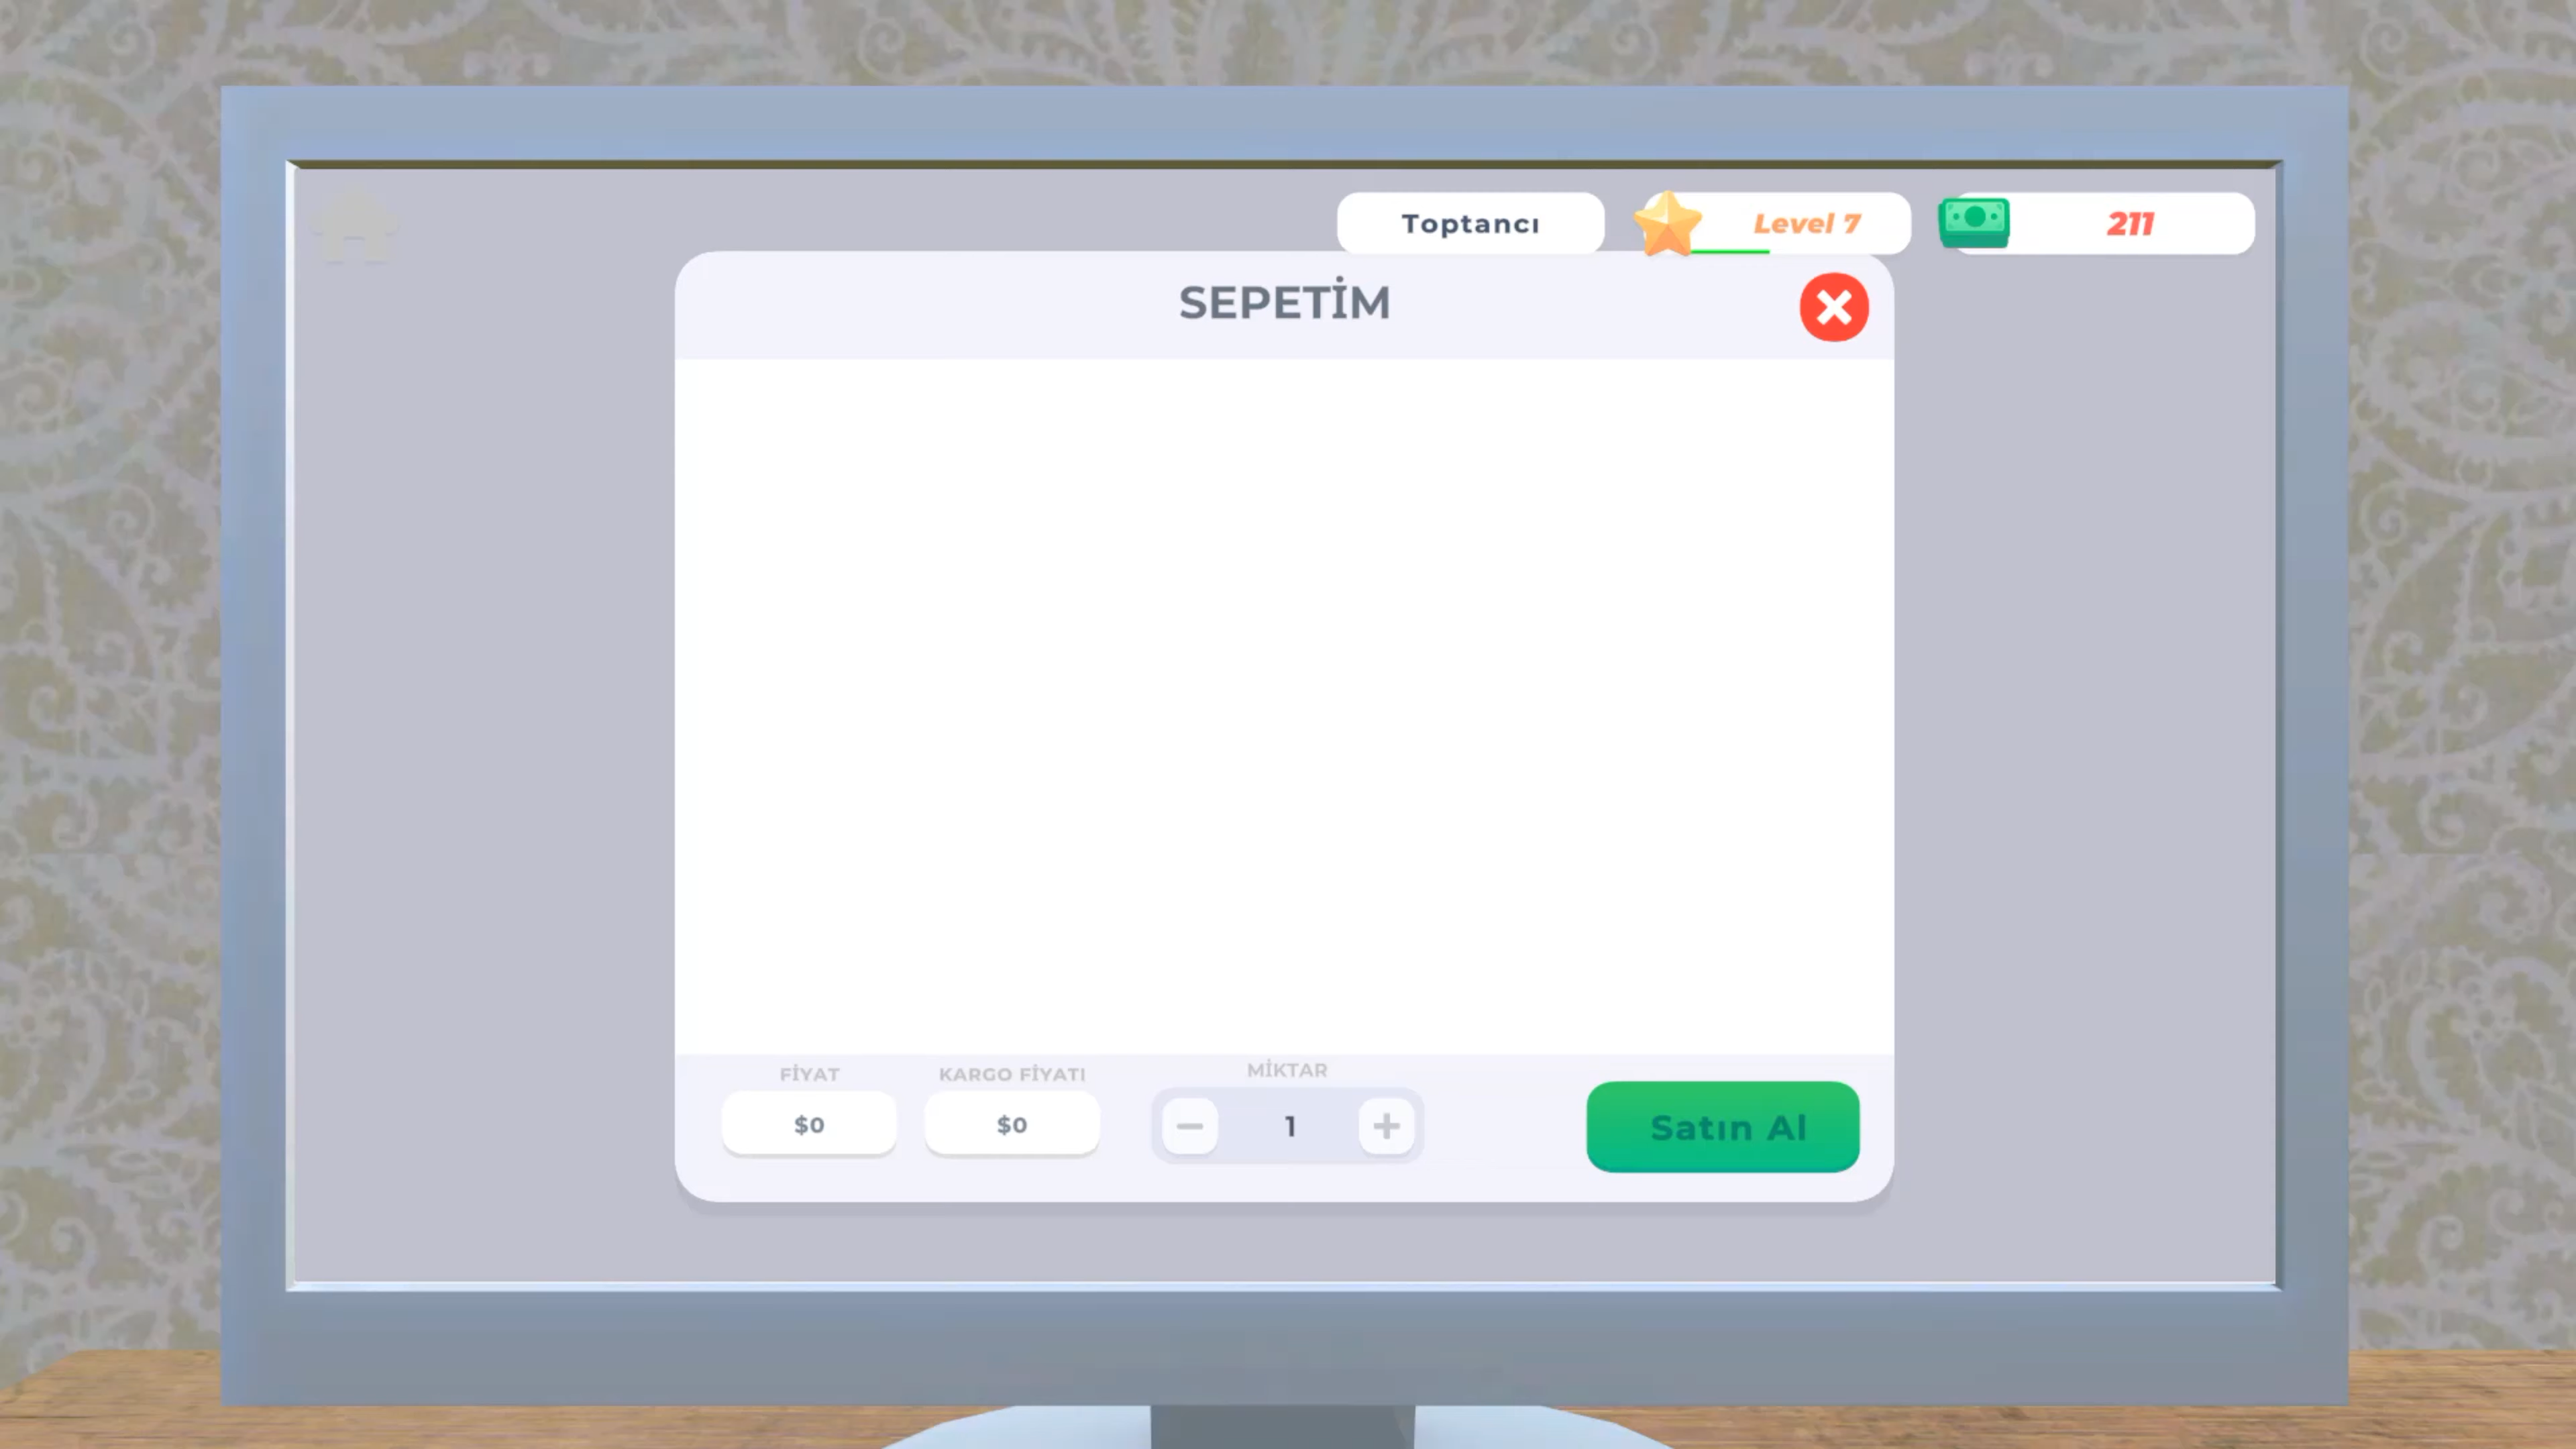 Toptancı
Level 7
211
SEPETİM
FİYAT
KARGO FİYATI
MİKTAR
$0
$0
1
Satın Al